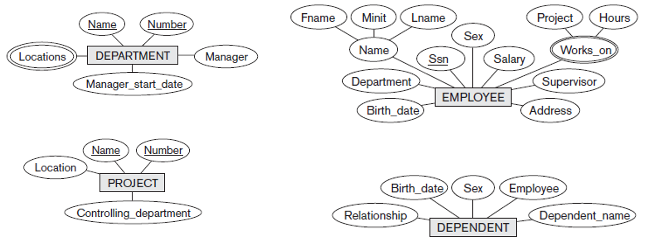 Name
Number
Locations
DEPARTMENT
Manager
Manager_start_date
Fname
Minit
Lname
Name
Ssn
Sex
Salary
Project
Hours
Works_on
Department
Supervisor
EMPLOYEE
Birth_date
Address
Name
Number
Location
PROJECT
Controlling_department
Birth_date
Sex
Employee
Relationship
Dependent_name
DEPENDENT